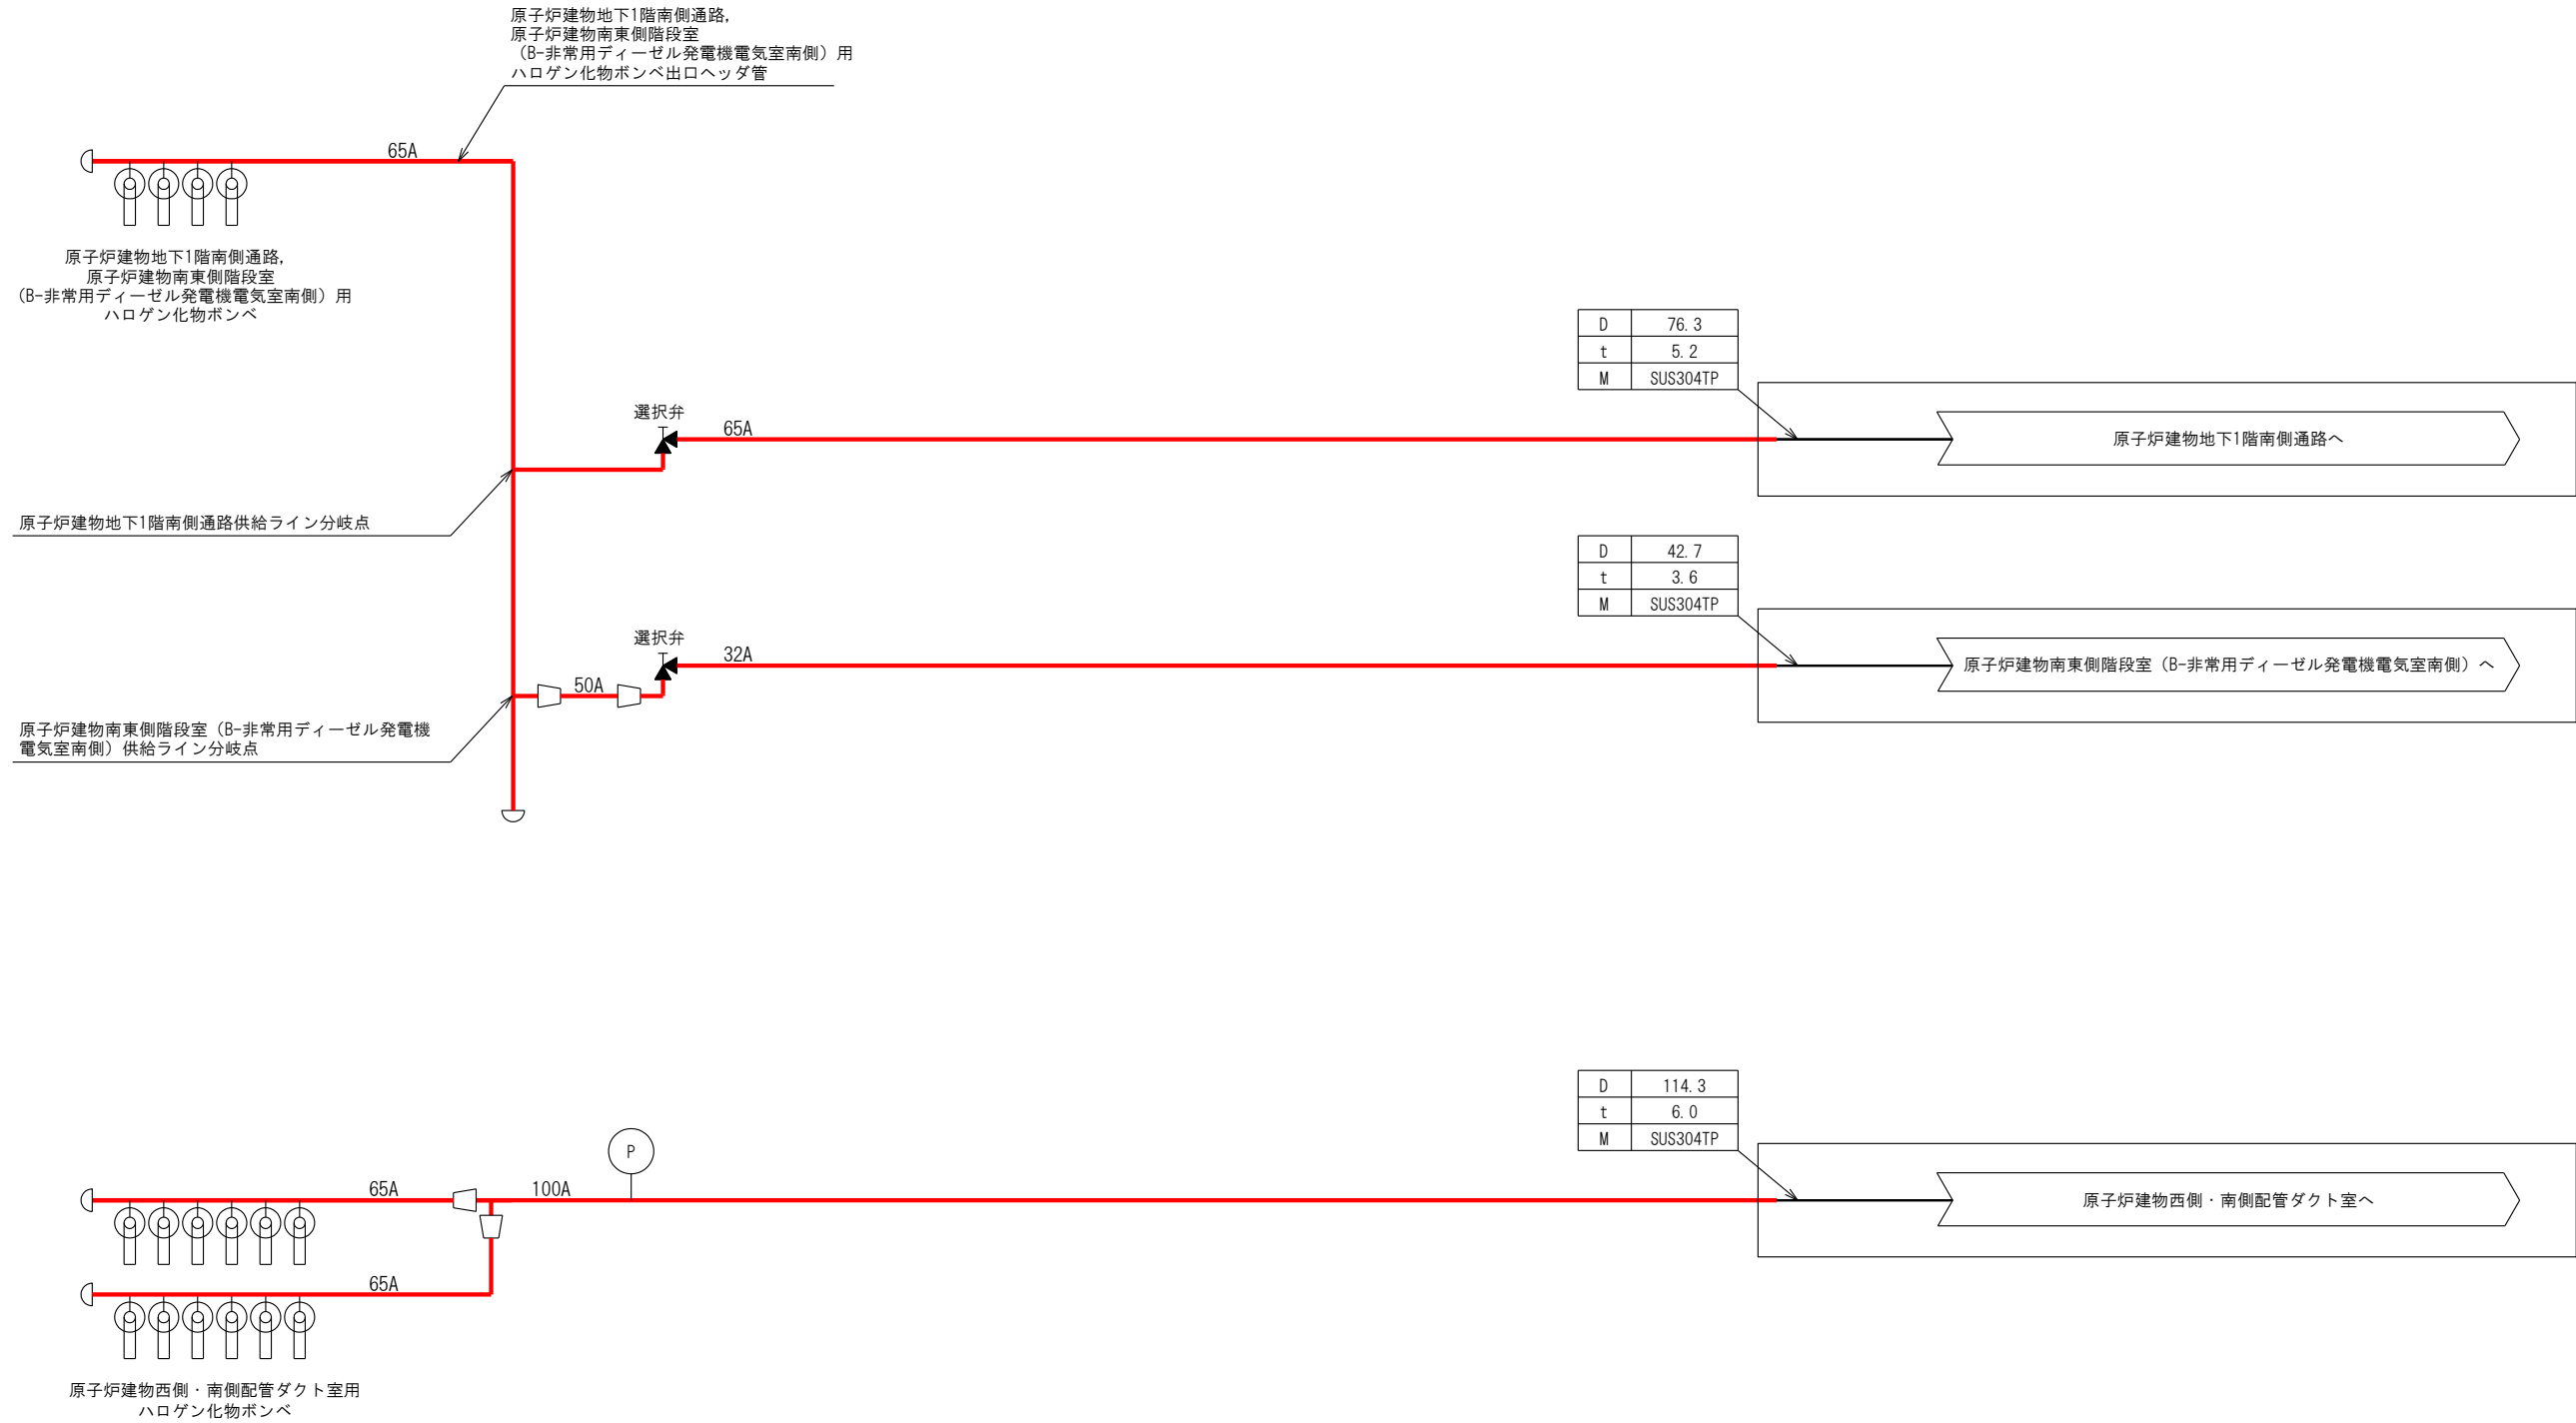 原子炉建物地下1階南側通路,
原子炉建物南東側階段室
（B-非常用ディーゼル発電機電気室南側）用
ハロゲン化物ボンベ出口ヘッダ管
65A
原子炉建物地下1階南側通路,
原子炉建物南東側階段室
（B-非常用ディーゼル発電機電気室南側）用
ハロゲン化物ボンベ
D 76.3
t 5.2
M SUS304TP
選択弁
65A
原子炉建物地下1階南側通路へ
原子炉建物地下1階南側通路供給ライン分岐点
D 42.7
t 3.6
M SUS304TP
選択弁
32A
原子炉建物南東側階段室（B-非常用ディーゼル発電機電気室南側）へ
50A
原子炉建物南東側階段室（B-非常用ディーゼル発電機
電気室南側）供給ライン分岐点
D 114.3
t 6.0
M SUS304TP
P
65A
100A
原子炉建物西側・南側配管ダクト室へ
65A
原子炉建物西側・南側配管ダクト室用
ハロゲン化物ボンベ